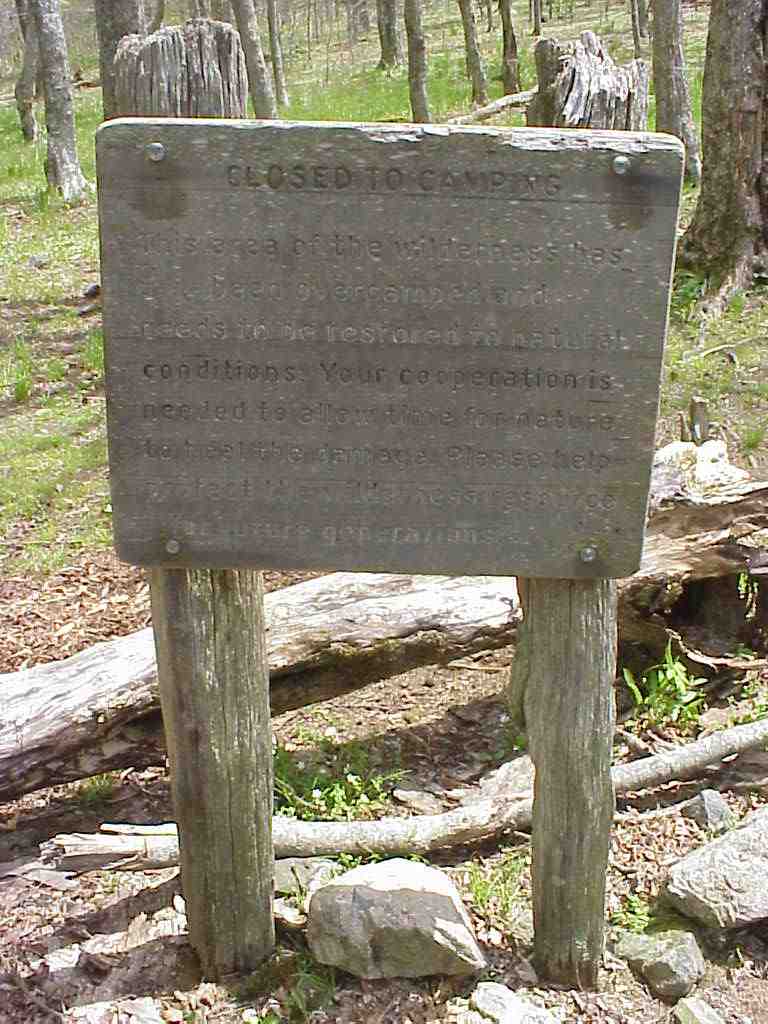 CLOSED TO CAMPING
This area of the wilderness has
been overcamped and
needs to be restored to natural
conditions. Your cooperation is
needed to allow time for nature
to heal the damage. Please help
protect the wilderness resource
future generations.